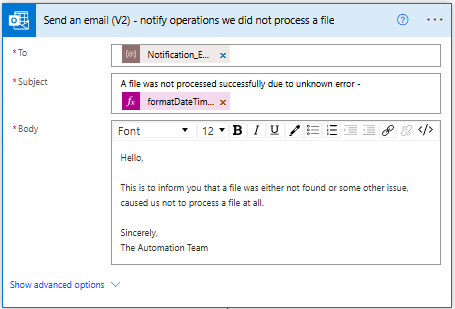 Send an email (V2) - notify operations we did not process a file
* To
Notification_E... ×
* Subject
A file was not processed successfully due to unknown error -
fx formatDateTim... ×
* Body
Font 12 B I U </>
Hello,
This is to inform you that a file was either not found or some other issue,
caused us not to process a file at all.
Sincerely,
The Automation Team
Show advanced options